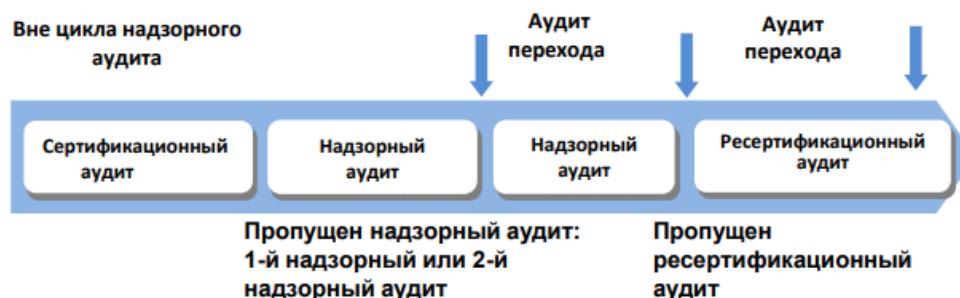 Вне цикла надзорного
аудита
Аудит
перехода
Аудит
перехода
Сертификационный
аудит
Надзорный
аудит
Надзорный
аудит
Ресертификационный
аудит
Пропущен надзорный аудит:
1-й надзорный или 2-й
надзорный аудит
Пропущен
ресертификационный
аудит